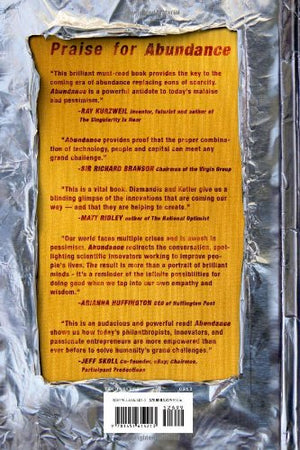 Praise for Abundance
"This brilliant must-read book provides the key to the
coming era of abundance replacing eons of scarcity.
Abundance is a powerful antidote to today's malaise
and pessimism."
—RAY KURZWEIL inventor, futurist and author of
The Singularity Is Near
"Abundance provides proof that the proper combina-
tion of technology, people and capital can meet any
grand challenge."
—SIR RICHARD BRANSON Chairman of the Virgin Group
"This is a vital book. Diamandis and Kotler give us a
blinding glimpse of the innovations that are coming our
way — and that they are helping to create."
—MATT RIDLEY author of The Rational Optimist
"Our world faces multiple crises and is awash in
pessimism. Abundance redirects the conversation, spot-
lighting scientific innovators working to improve peo-
ple's lives. The result is more than a portrait of brilliant
minds - it's a reminder of the infinite possibilities for
doing good when we tap into our own empathy and
wisdom."
—ARIANNA HUFFINGTON CEO of Huffington Post
"This is an audacious and powerful read! Abundance
shows us how today's philanthropists, innovators, and
passionate entrepreneurs are more empowered than
ever before to solve humanity's grand challenges."
—JEFF SKOLL Co-founder, eBay; Chairman,
Participant Productions